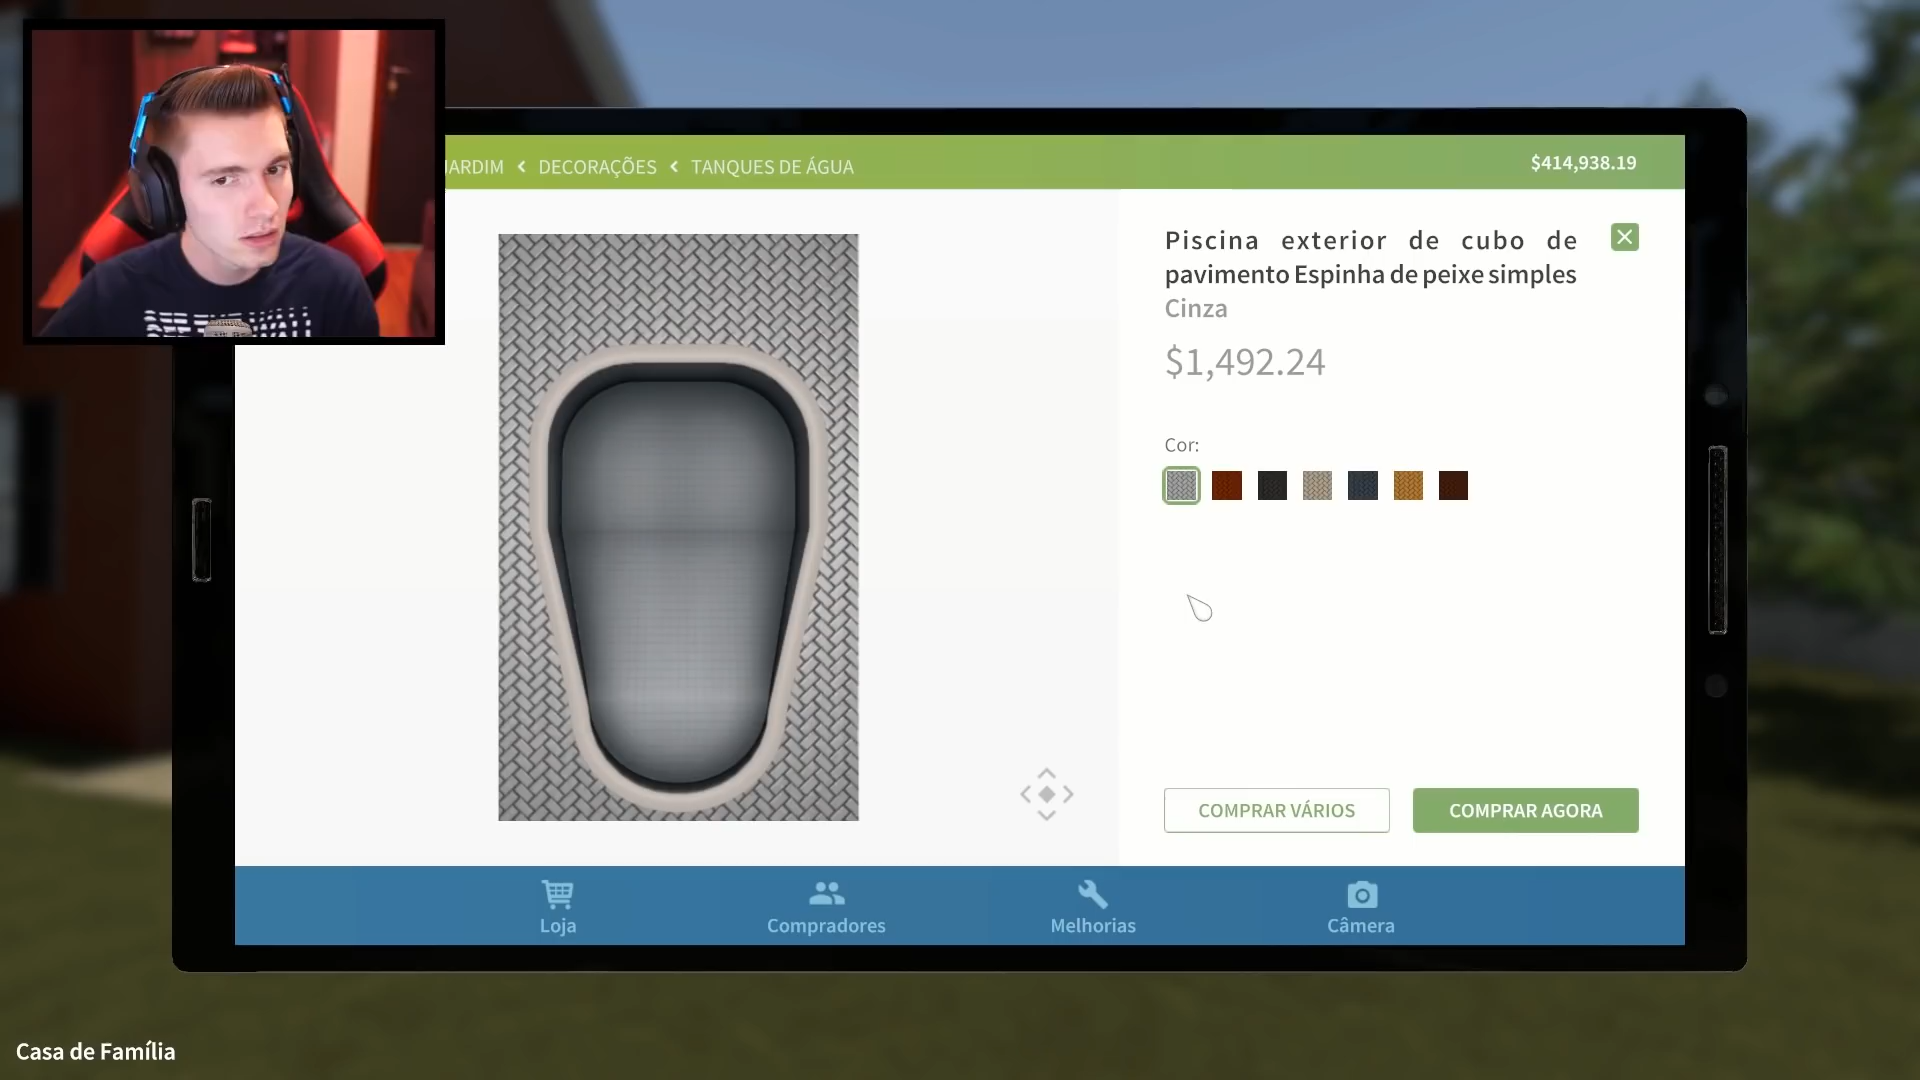 JARDIM < DECORAÇÕES < TANQUES DE ÁGUA
$414,938.19
Piscina exterior de cubo de
pavimento Espinha de peixe simples
Cinza
$1,492.24
Cor:
COMPRAR VÁRIOS
COMPRAR AGORA
Loja
Compradores
Melhorias
Câmera
Casa de Família